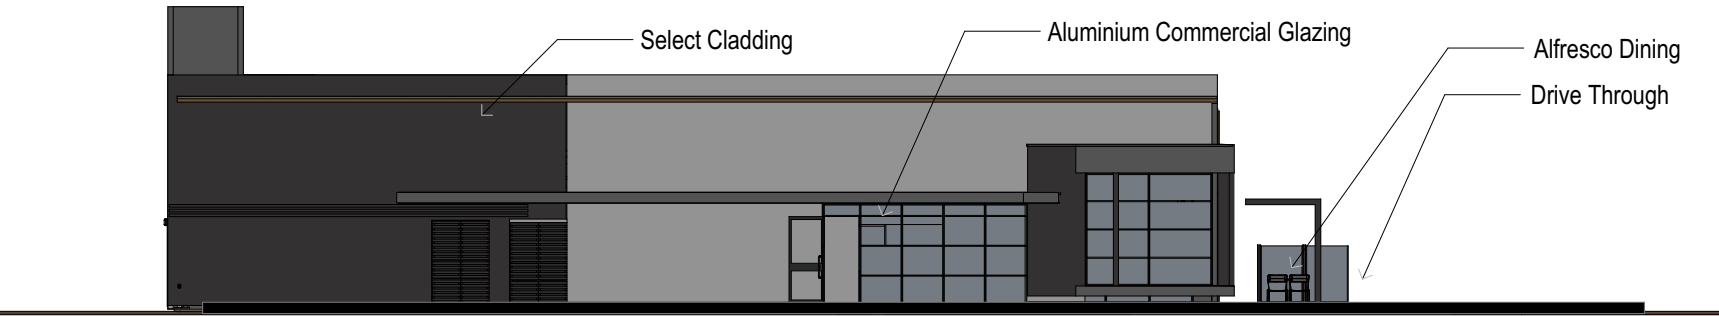 Select Cladding
Aluminium Commercial Glazing
Alfresco Dining
Drive Through